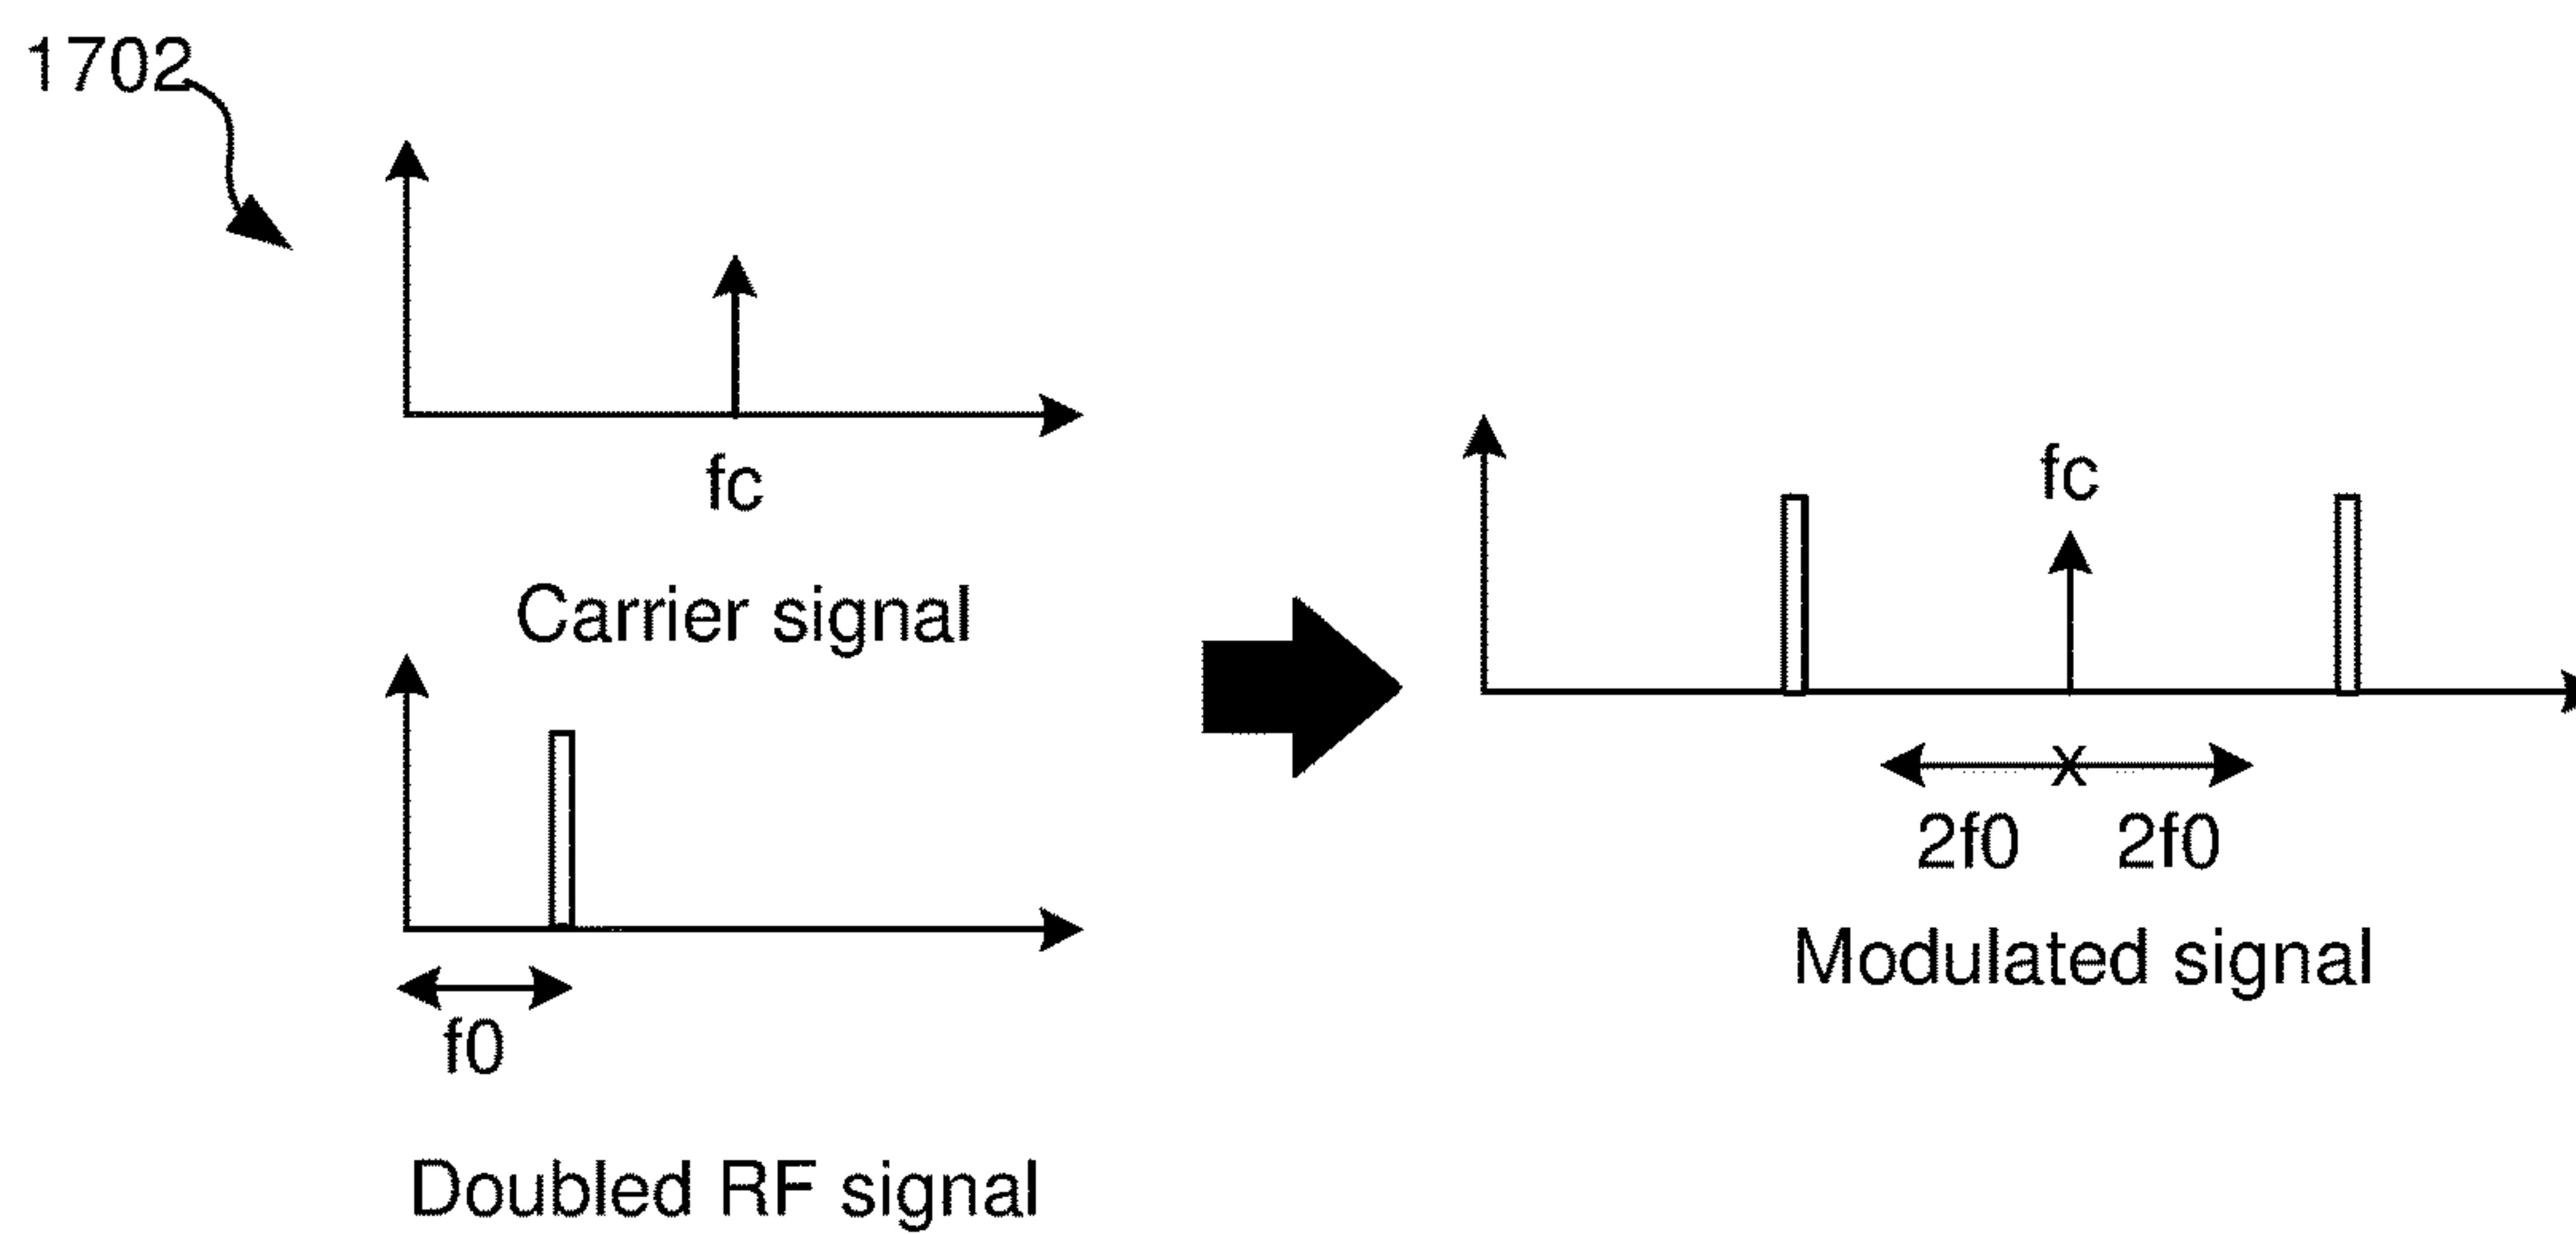 1702
fc
Carrier signal
f0
Doubled RF signal
fc
x
2f0 2f0
Modulated signal